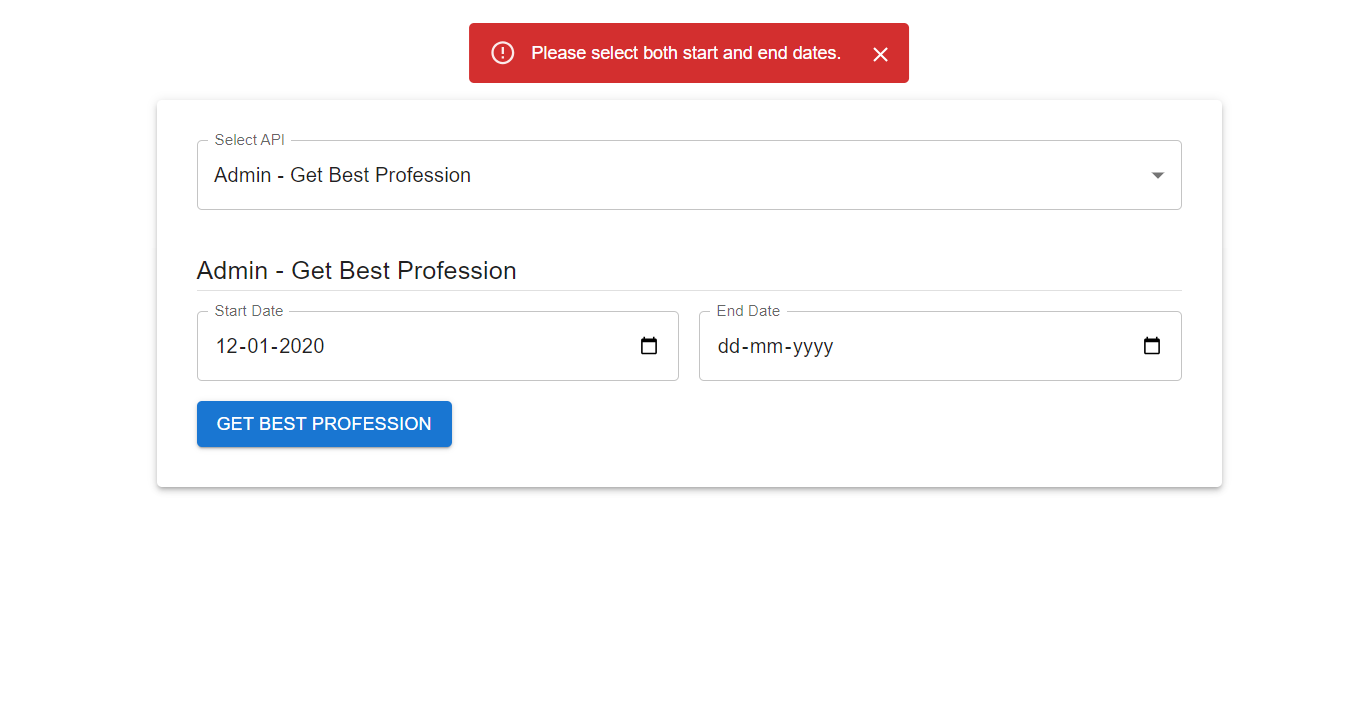 Please select both start and end dates.
Select API
Admin - Get Best Profession
Admin - Get Best Profession
Start Date
End Date
12-01-2020
dd-mm-yyyy
GET BEST PROFESSION